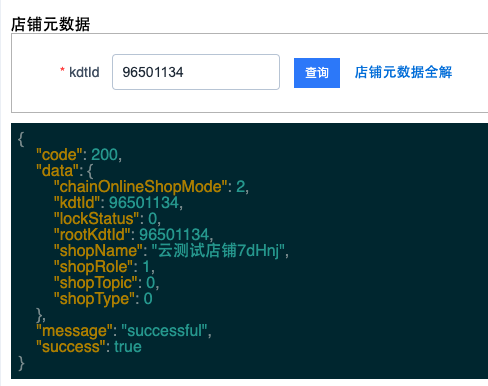 店铺元数据
* kdtId 96501134 查询 店铺元数据全解
{
"code": 200,
"data": {
"chainOnlineShopMode": 2,
"kdtId": 96501134,
"lockStatus": 0,
"rootKdtId": 96501134,
"shopName": "云测试店铺7dHnj",
"shopRole": 1,
"shopTopic": 0,
"shopType": 0
},
"message": "successful",
"success": true
}